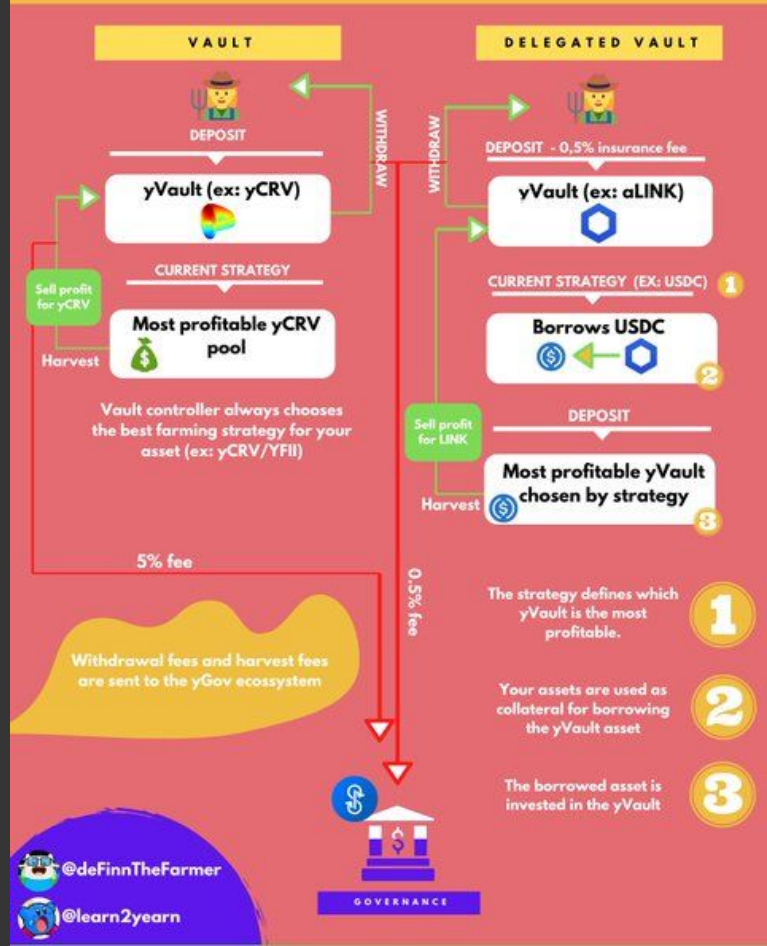 VAULT
DEPOSIT
yVault (ex: yCRV)
WITHDRAW
CURRENT STRATEGY
Sell profit
for yCRV
Most profitable yCRV
pool
Harvest
Vault controller always chooses
the best farming strategy for your
asset (ex: yCRV/YFII)
5% fee
Withdrawal fees and harvest fees
are sent to the yGov ecosystem
DELEGATED VAULT
DEPOSIT - 0,5% insurance fee
WITHDRAW
yVault (ex: aLINK)
CURRENT STRATEGY (EX: USDC)
1
Borrows USDC
2
DEPOSIT
Sell profit
for LINK
Most profitable yVault
chosen by strategy
Harvest
3
0.5% fee
The strategy defines which
yVault is the most
profitable.
1
Your assets are used as
collateral for borrowing
the yVault asset
2
The borrowed asset is
invested in the yVault
3
GOVERNANCE
@deFinnTheFarmer
@learn2yearn